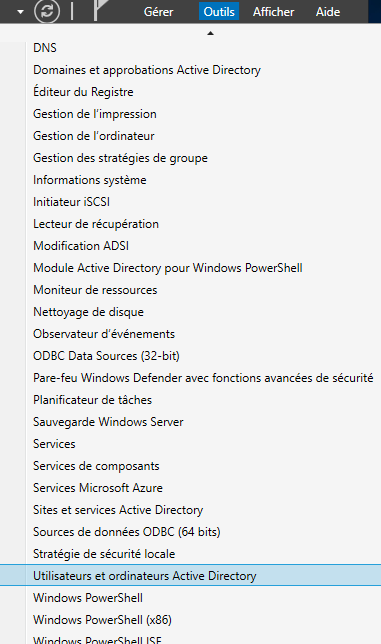 Gérer Outils Afficher Aide
DNS
Domaines et approbations Active Directory
Éditeur du Registre
Gestion de l'impression
Gestion de l'ordinateur
Gestion des stratégies de groupe
Informations système
Initiateur iSCSI
Lecteur de récupération
Modification ADSI
Module Active Directory pour Windows PowerShell
Moniteur de ressources
Nettoyage de disque
Observateur d'événements
ODBC Data Sources (32-bit)
Pare-feu Windows Defender avec fonctions avancées de sécurité
Planificateur de tâches
Sauvegarde Windows Server
Services
Services de composants
Services Microsoft Azure
Sites et services Active Directory
Sources de données ODBC (64 bits)
Stratégie de sécurité locale
Utilisateurs et ordinateurs Active Directory
Windows PowerShell
Windows PowerShell (x86)
Windows PowerShell ISE